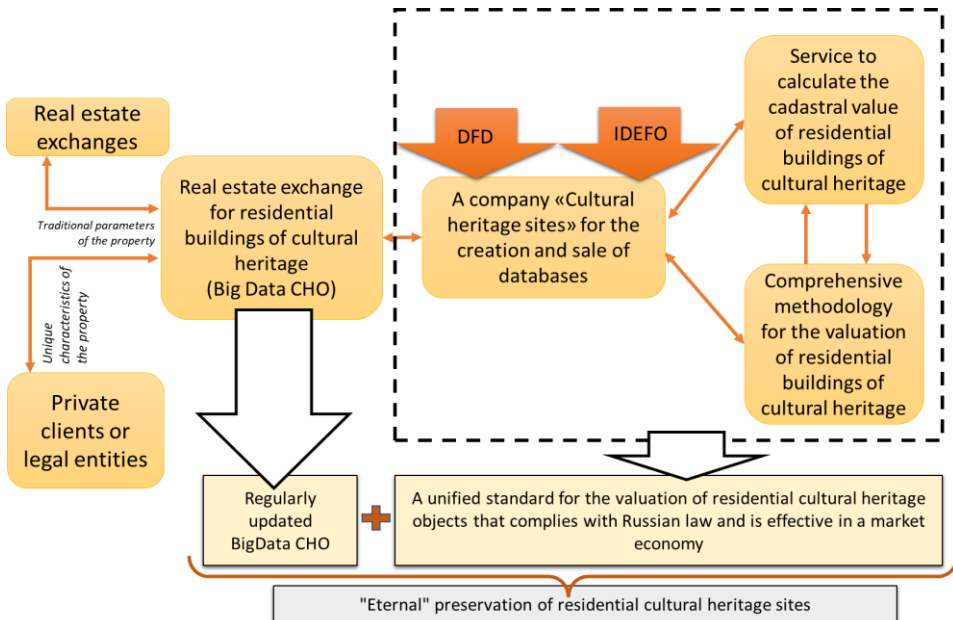 Real estate
exchanges
Traditional parameters
of the property
Unique
characteristics of
the property
Private
clients or
legal entities
Real estate exchange
for residential
buildings of cultural
heritage
(Big Data CHO)
DFD
IDEFO
A company «Cultural
heritage sites» for the
creation and sale of
databases
Service to
calculate the
cadastral value
of residential
buildings of
cultural heritage
Comprehensive
methodology
for the valuation
of residential
buildings of
cultural heritage
Regularly
updated
BigData CHO
A unified standard for the valuation of residential cultural heritage
objects that complies with Russian law and is effective in a market
economy
"Eternal" preservation of residential cultural heritage sites